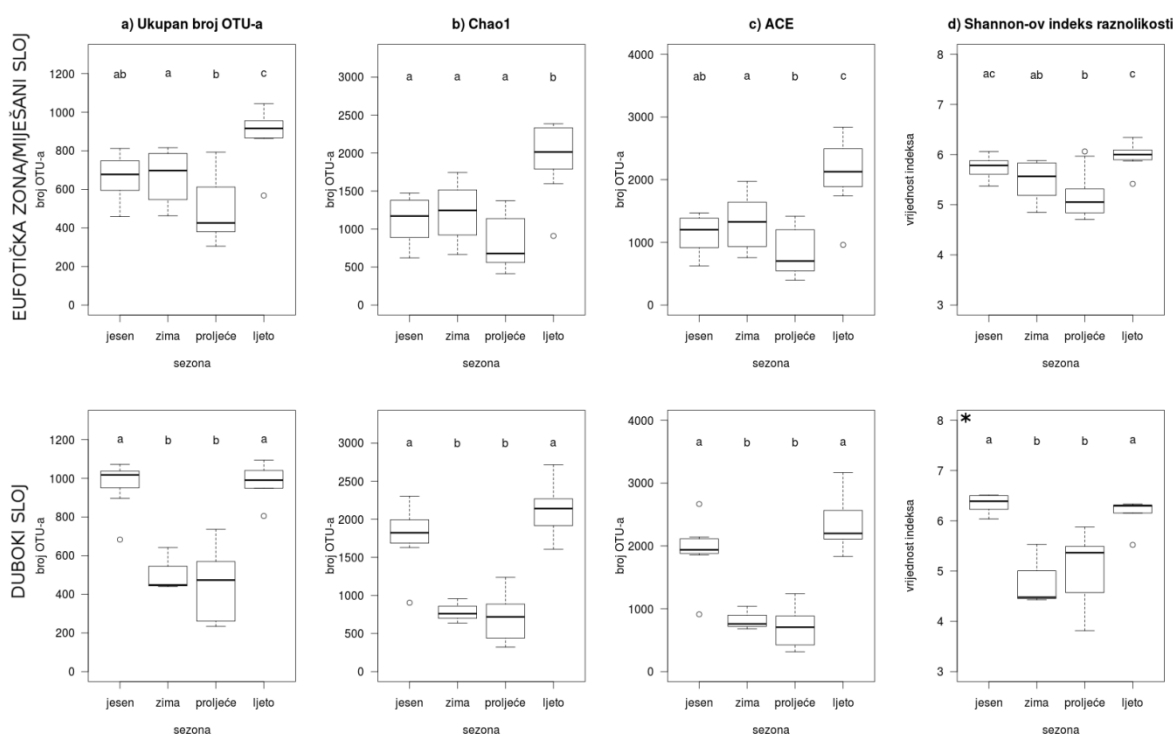 a) Ukupan broj OTU-a
b) Chao1
c) ACE
d) Shannon-ov indeks raznolikosti
EUFOTIČKA ZONA/MIJEŠANI SLOJ
broj OTU-a
1200
1000
800
600
400
200
0
ab a b c
jesen zima proljeće ljeto
sezona
broj OTU-a
3000
2500
2000
1500
1000
500
0
a a a b
jesen zima proljeće ljeto
sezona
broj OTU-a
4000
3000
2000
1000
0
ab a b c
jesen zima proljeće ljeto
sezona
vrijednost indeksa
8
7
6
5
4
3
ac ab b c
jesen zima proljeće ljeto
sezona
DUBOKI SLOJ
broj OTU-a
1200
1000
800
600
400
200
0
a b b a
jesen zima proljeće ljeto
sezona
broj OTU-a
3000
2500
2000
1500
1000
500
0
a b b a
jesen zima proljeće ljeto
sezona
broj OTU-a
4000
3000
2000
1000
0
a b b a
jesen zima proljeće ljeto
sezona
vrijednost indeksa
8
7
6
5
4
3
*
a b b a
jesen zima proljeće ljeto
sezona